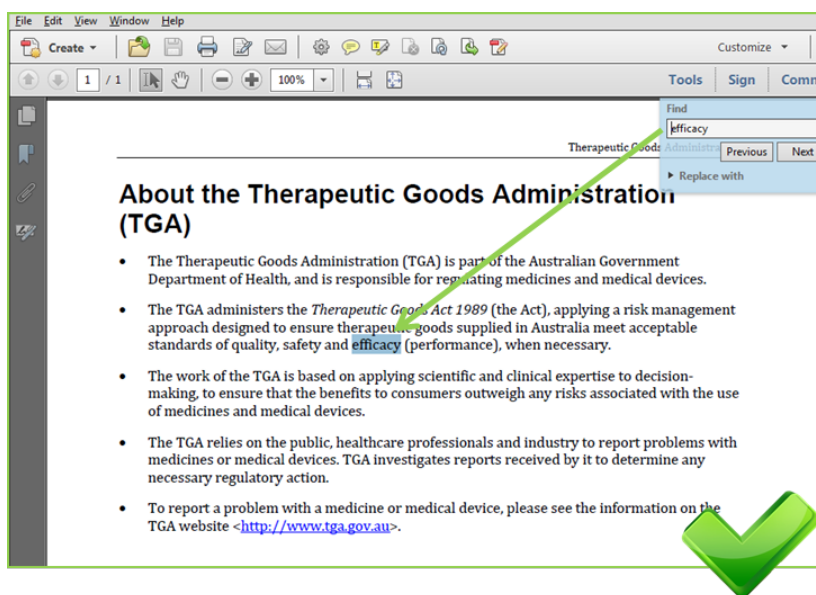 File Edit View Window Help
Create Customize
1 / 1 100% Tools Sign Comm
Find
efficacy
Therapeutic Goods Administra Previous Next
Replace with
About the Therapeutic Goods Administration
(TGA)
• The Therapeutic Goods Administration (TGA) is part of the Australian Government
Department of Health, and is responsible for regulating medicines and medical devices.
• The TGA administers the Therapeutic Goods Act 1989 (the Act), applying a risk management
approach designed to ensure therapeutic goods supplied in Australia meet acceptable
standards of quality, safety and efficacy (performance), when necessary.
• The work of the TGA is based on applying scientific and clinical expertise to decision-
making, to ensure that the benefits to consumers outweigh any risks associated with the use
of medicines and medical devices.
• The TGA relies on the public, healthcare professionals and industry to report problems with
medicines or medical devices. TGA investigates reports received by it to determine any
necessary regulatory action.
• To report a problem with a medicine or medical device, please see the information on the
TGA website <http://www.tga.gov.au>.